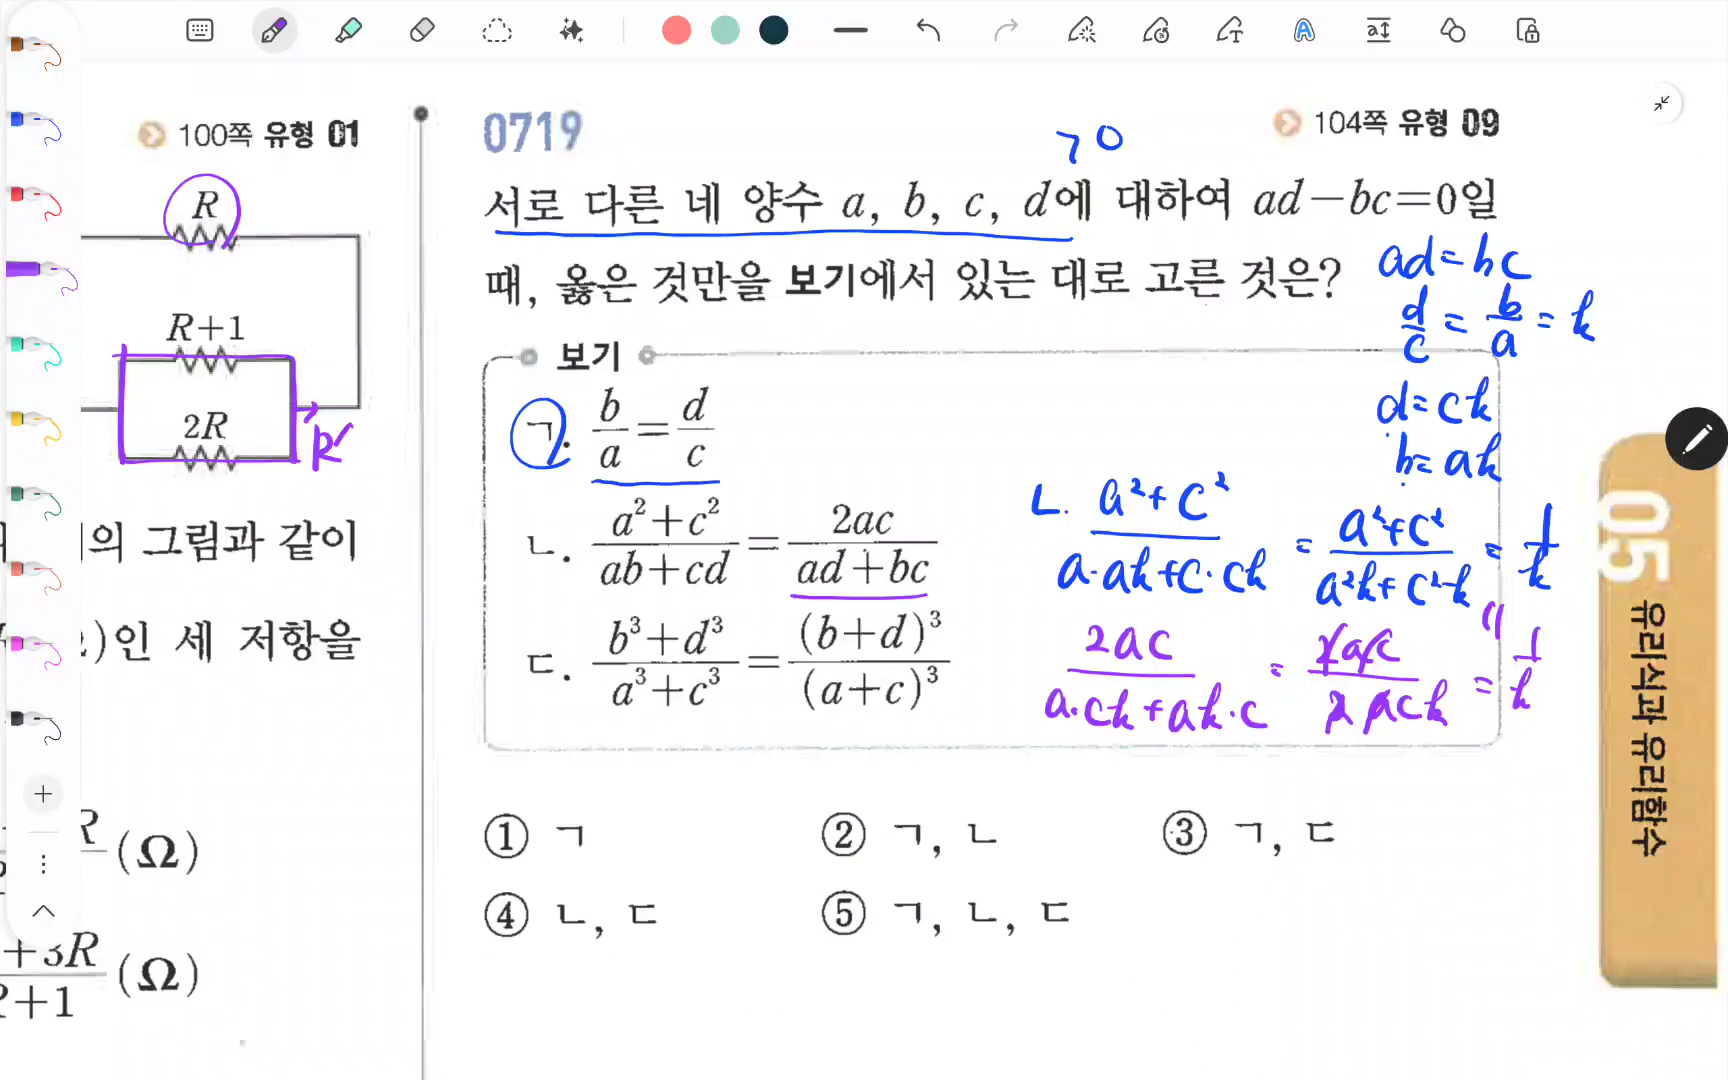 100쪽 유형 01
R
R+1
2R
R'
의 그림과 같이
)인 세 저항을
R
(Ω)
+3R
(Ω)
+1
0719
104쪽 유형 09
>0
서로 다른 네 양수 a, b, c, d에 대하여 ad-bc=0일
때, 옳은 것만을 보기에서 있는 대로 고른 것은?
ad=bc
d/c = b/a = k
d=ck
b=ak
보기
ㄱ. b/a = d/c
ㄴ. (a²+c²)/(ab+cd) = 2ac/(ad+bc)
ㄷ. (b³+d³)/(a³+c³) = (b+d)³/(a+c)³
ㄴ. (a²+c²)/(a·ak+c·ck) = (a²+c²)/(a²k+c²k) = 1/k
2ac/(a·ck+ak·c) = 2ac/2ack = 1/k
① ㄱ
② ㄱ, ㄴ
③ ㄱ, ㄷ
④ ㄴ, ㄷ
⑤ ㄱ, ㄴ, ㄷ
05
유리식과 유리함수